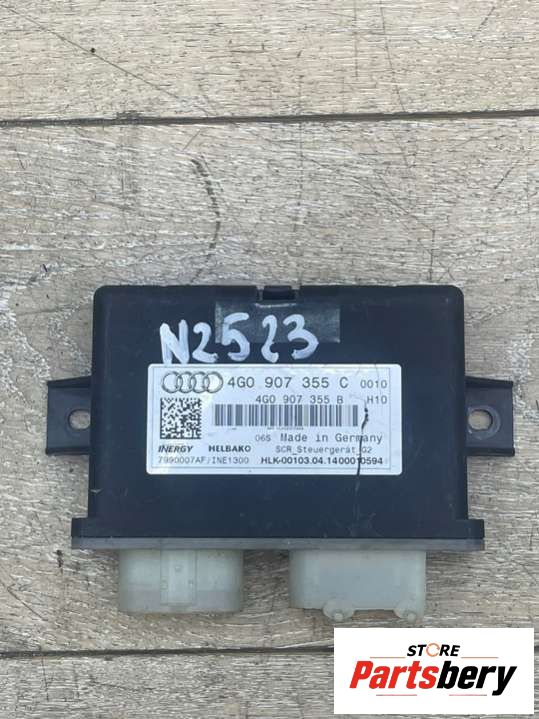 N2523
4G0 907 355 C 0010
4G0 907 355 B H10
06S Made in Germany
INERGY HELBAKO SCR_Steuergerät_G2
7990007AF/INE1300 HLK-00103.04.1400010594
STORE
Partsbery